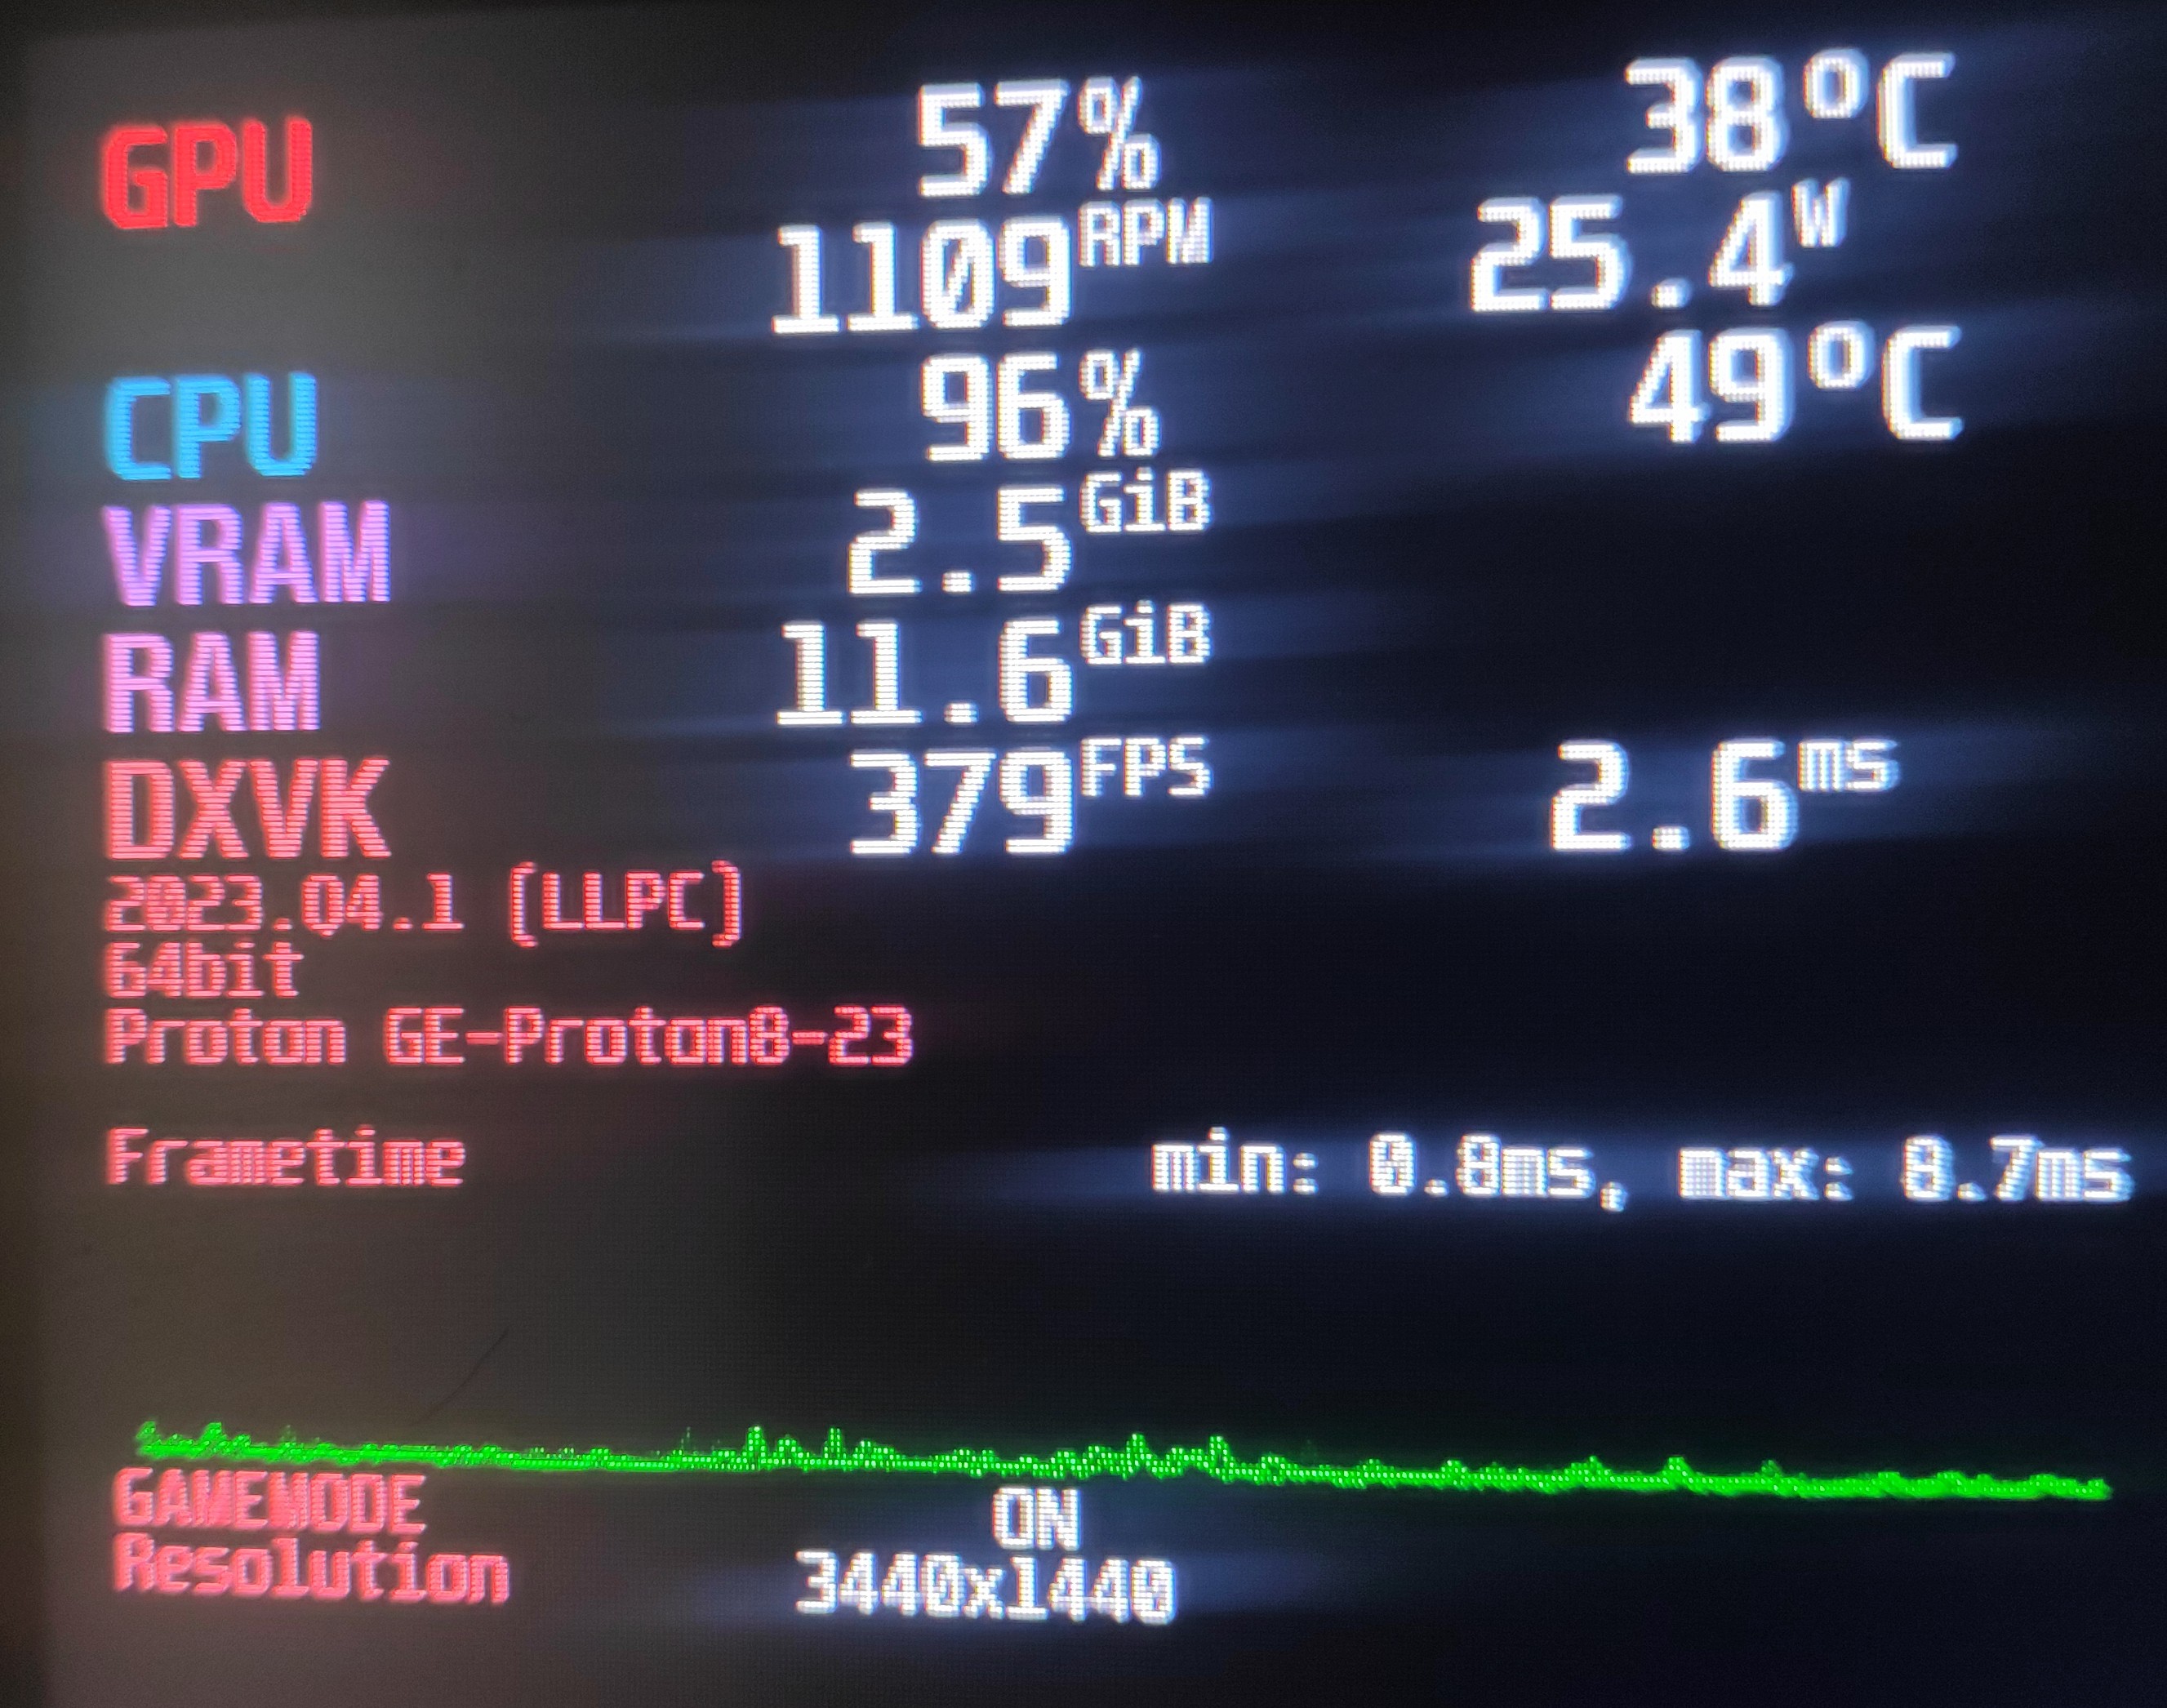 GPU 57% 38°C
1109RPM 25.4W
CPU 96% 49°C
VRAM 2.5GiB
RAM 11.6GiB
DXVK 379FPS 2.6ms
2023.Q4.1 (LLPC)
64bit
Proton GE-Proton8-23
Frametime min: 0.8ms, max: 8.7ms
GAMEMODE ON
Resolution 3440x1440